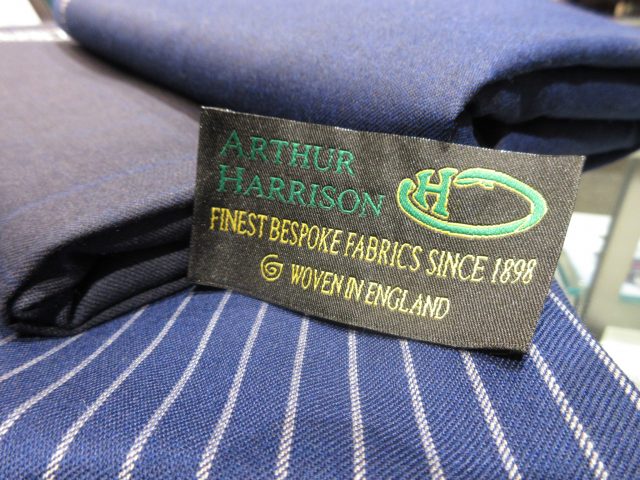 ARTHUR
HARRISON
H
FINEST BESPOKE FABRICS SINCE 1898
WOVEN IN ENGLAND